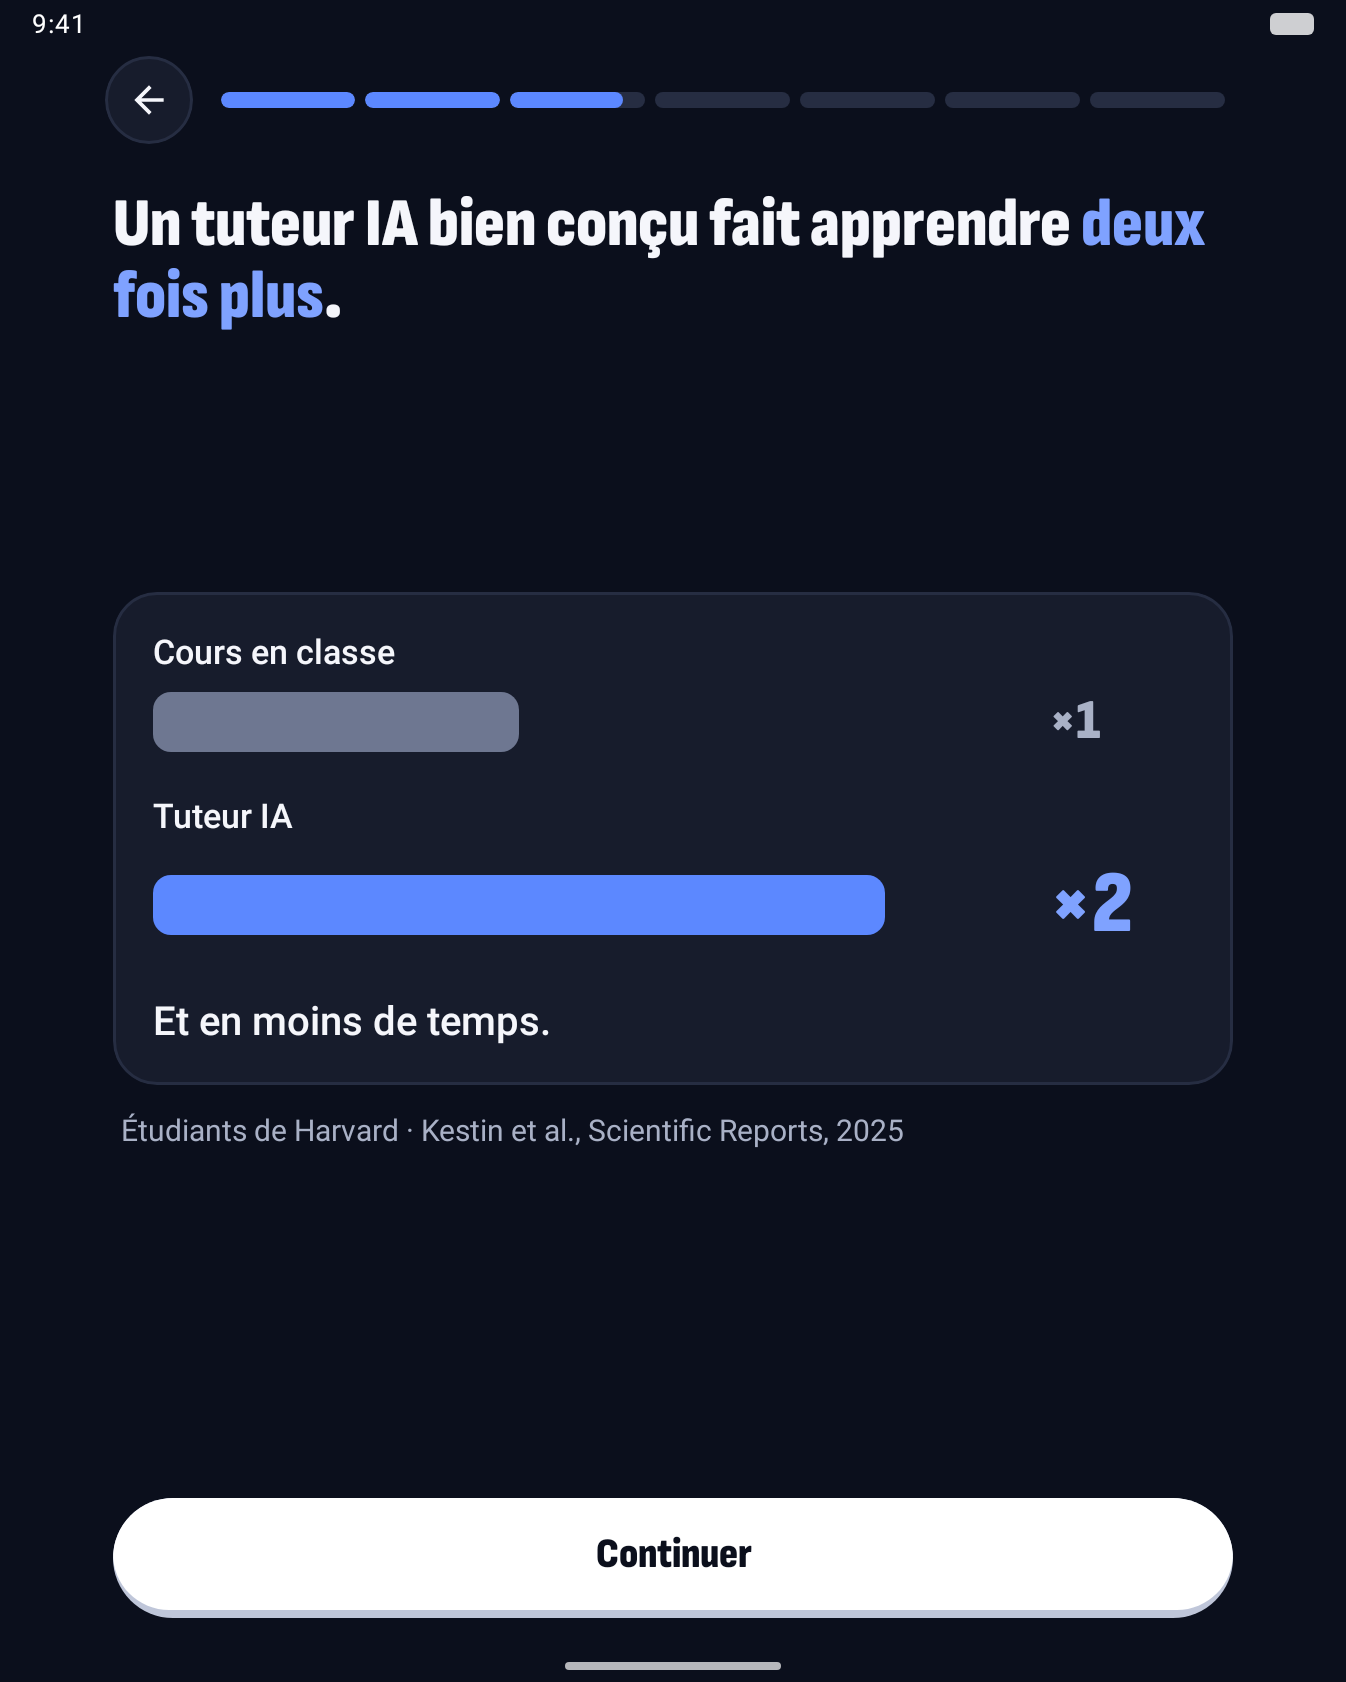 9:41
Un tuteur IA bien conçu fait apprendre deux
fois plus.
Cours en classe
×1
Tuteur IA
×2
Et en moins de temps.
Étudiants de Harvard · Kestin et al., Scientific Reports, 2025
Continuer